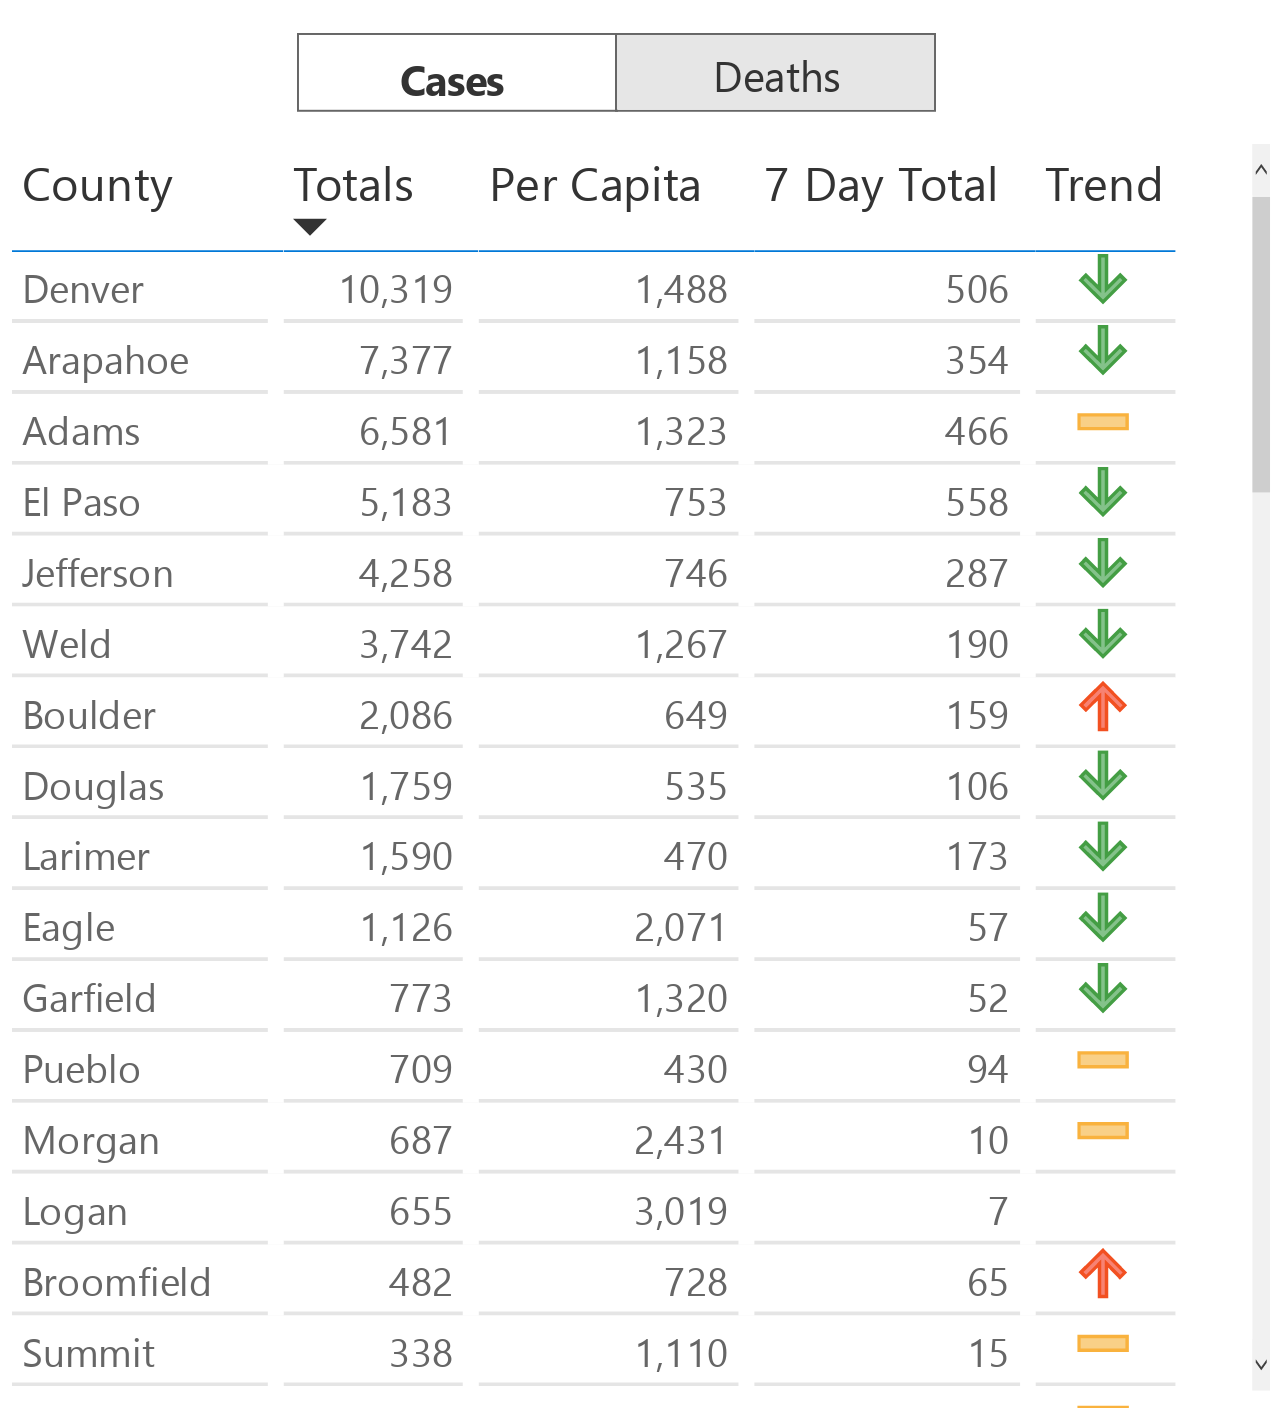 Cases Deaths
County Totals Per Capita 7 Day Total Trend
Denver 10,319 1,488 506
Arapahoe 7,377 1,158 354
Adams 6,581 1,323 466
El Paso 5,183 753 558
Jefferson 4,258 746 287
Weld 3,742 1,267 190
Boulder 2,086 649 159
Douglas 1,759 535 106
Larimer 1,590 470 173
Eagle 1,126 2,071 57
Garfield 773 1,320 52
Pueblo 709 430 94
Morgan 687 2,431 10
Logan 655 3,019 7
Broomfield 482 728 65
Summit 338 1,110 15